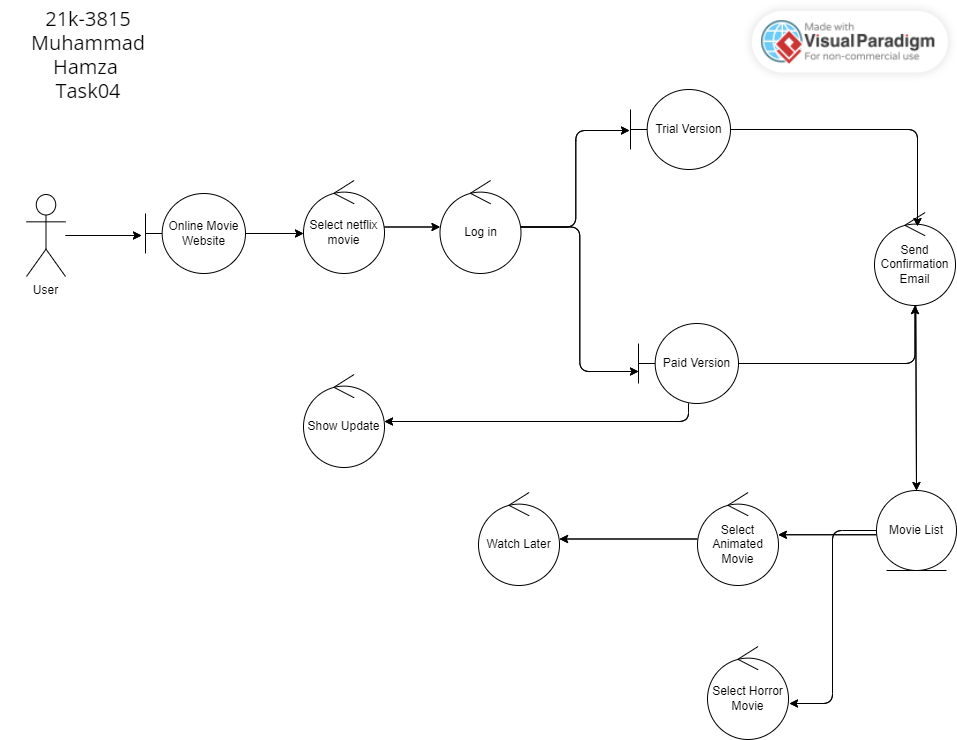 21k-3815
Muhammad
Hamza
Task04
Made with
VisualParadigm
For non-commercial use
Trial Version
Online Movie
Website
Select netflix
movie
Log in
Send
Confirmation
Email
User
Paid Version
Show Update
Watch Later
Select
Animated
Movie
Movie List
Select Horror
Movie